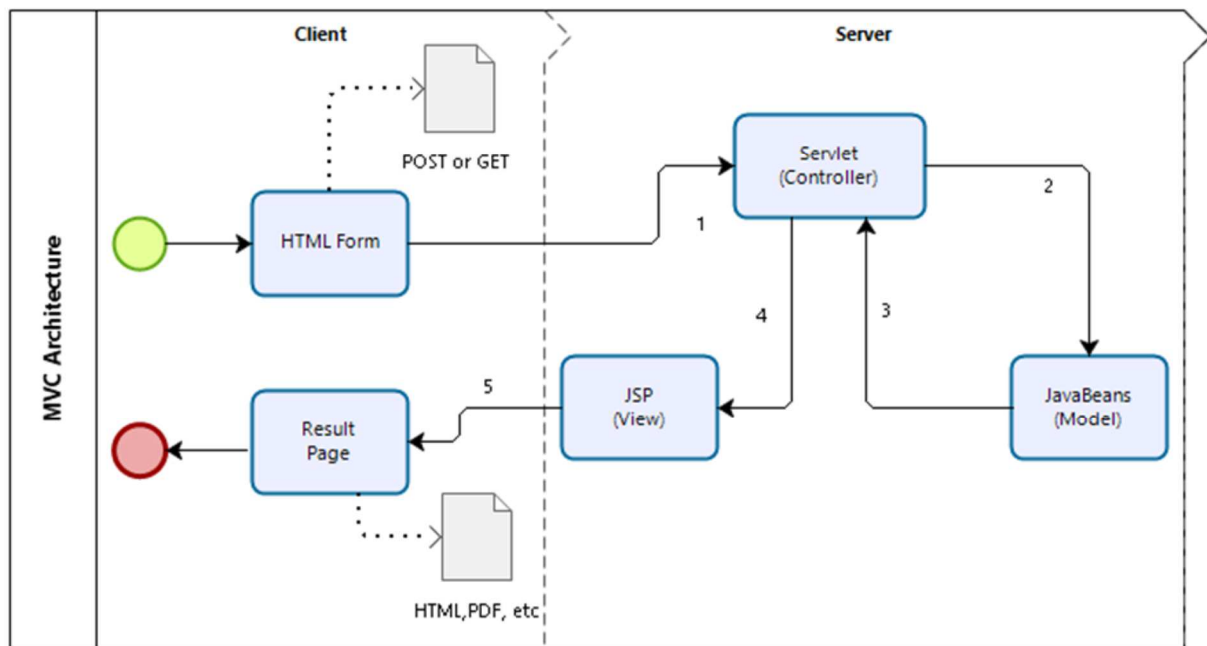 MVC Architecture
Client
Server
POST or GET
HTML Form
1
Servlet
(Controller)
2
3
4
JavaBeans
(Model)
JSP
(View)
5
Result
Page
HTML,PDF, etc